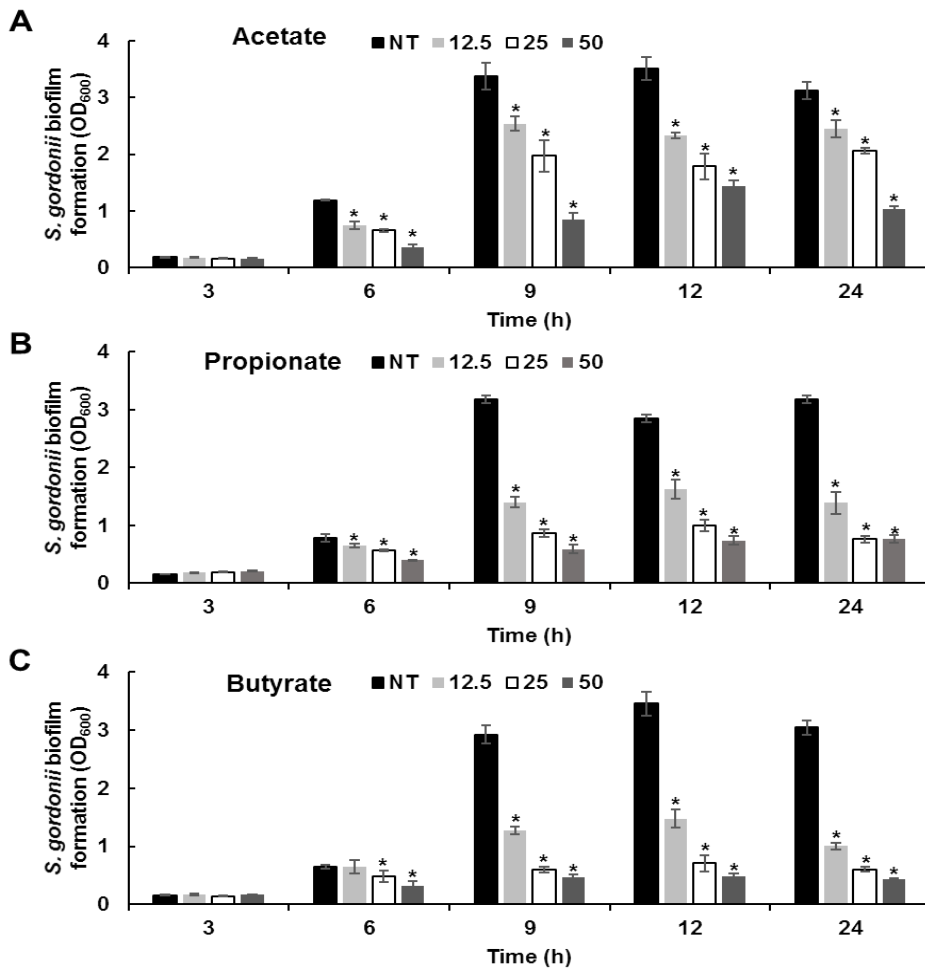 A
Acetate
NT 12.5 25 50
S. gordonii biofilm
formation (OD600)
4
* * *
3
* * *
2
* * *
1
* * *
0
3 6 9 12 24
Time (h)
B
Propionate
NT 12.5 25 50
S. gordonii biofilm
formation (OD600)
4
3
2
* * *
1
* * * * * * * * *
0
3 6 9 12 24
Time (h)
C
Butyrate
NT 12.5 25 50
S. gordonii biofilm
formation (OD600)
4
3
2
* * *
1
* * * * * * * *
0
3 6 9 12 24
Time (h)